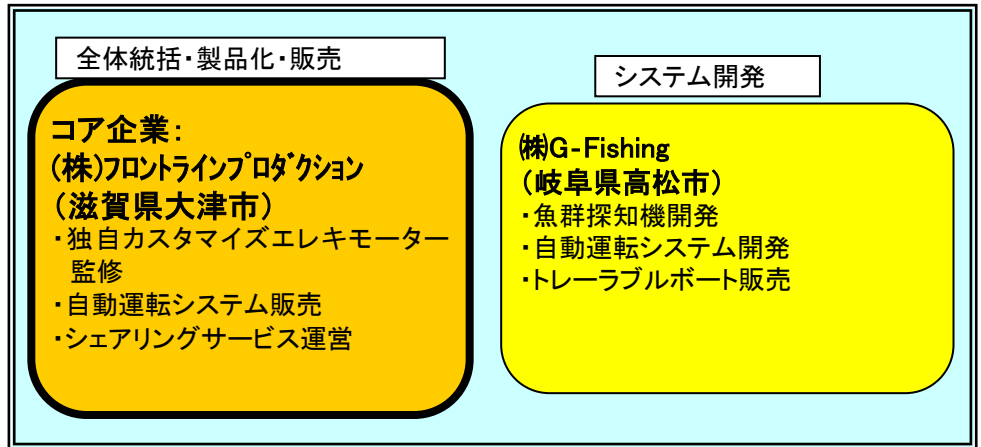 全体統括・製品化・販売
コア企業：
(株)フロントラインプロダクション
（滋賀県大津市）
・独自カスタマイズエレキモーター
監修
・自動運転システム販売
・シェアリングサービス運営
システム開発
㈱G-Fishing
（岐阜県高松市）
・魚群探知機開発
・自動運転システム開発
・トレーラブルボート販売